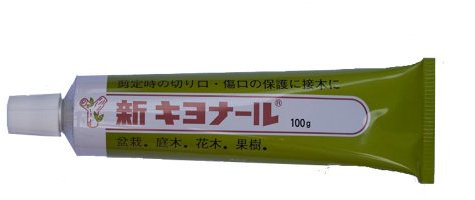 剪定時の切り口・傷口の保護に接木に
新 キヨナール®
100g
盆栽。庭木。花木。果樹。